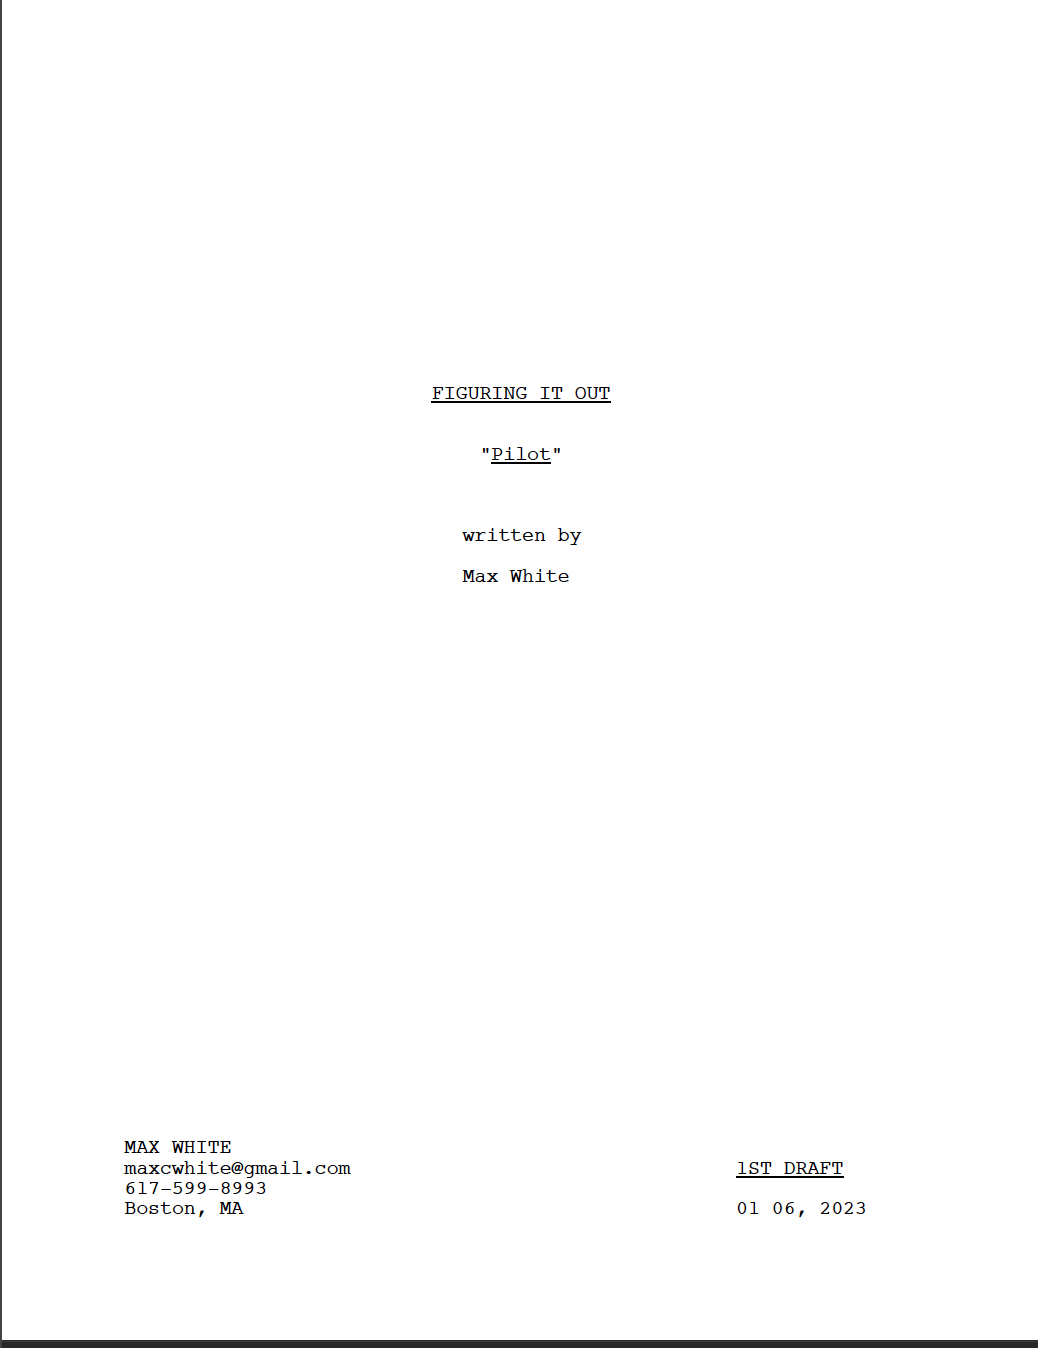 FIGURING IT OUT
"Pilot"
written by
Max White
MAX WHITE
maxcwhite@gmail.com
617-599-8993
Boston, MA
1ST DRAFT
01 06, 2023